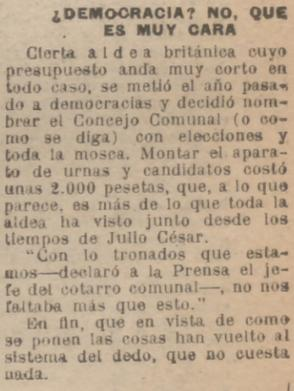 ¿DEMOCRACIA? NO, QUE
ES MUY CARA
Cierta aldea británica cuyo
presupuesto anda muy corto en
todo caso, se metió el año pasa-
do a democracias y decidió nom-
brar el Concejo Comunal (o co-
mo se diga) con elecciones y
toda la mosca. Montar el apara-
to de urnas y candidatos costó
unas 2.000 pesetas, que, a lo que
parece, es más de lo que toda la
aldea ha visto junto desde los
tiempos de Julio César.
"Con lo tronados que esta-
mos—declaró a la Prensa el je-
fe del cotarro comunal—, no nos
faltaba más que esto."
En fin, que en vista de como
se ponen las cosas han vuelto al
sistema del dedo, que no cuesta
nada.